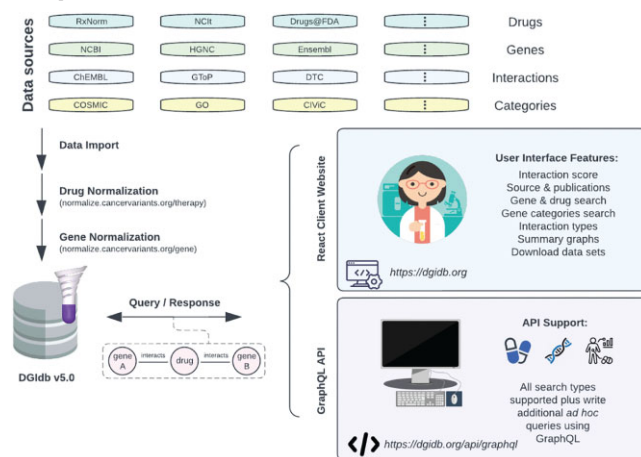 Data sources
RxNorm
NCIt
Drugs@FDA
Drugs
NCBI
HGNC
Ensembl
Genes
ChEMBL
GToP
DTC
Interactions
COSMIC
GO
CIViC
Categories
Data Import
Drug Normalization
(normalize.cancervariants.org/therapy)
Gene Normalization
(normalize.cancervariants.org/gene)
DGIdb v5.0
Query / Response
gene
A
interacts
drug
interacts
gene
B
React Client Website
User Interface Features:
Interaction score
Source & publications
Gene & drug search
Gene categories search
Interaction types
Summary graphs
Download data sets
</>
https://dgidb.org
GraphQL API
API Support:
All search types
supported plus write
additional ad hoc
queries using
GraphQL
</> https://dgidb.org/api/graphql